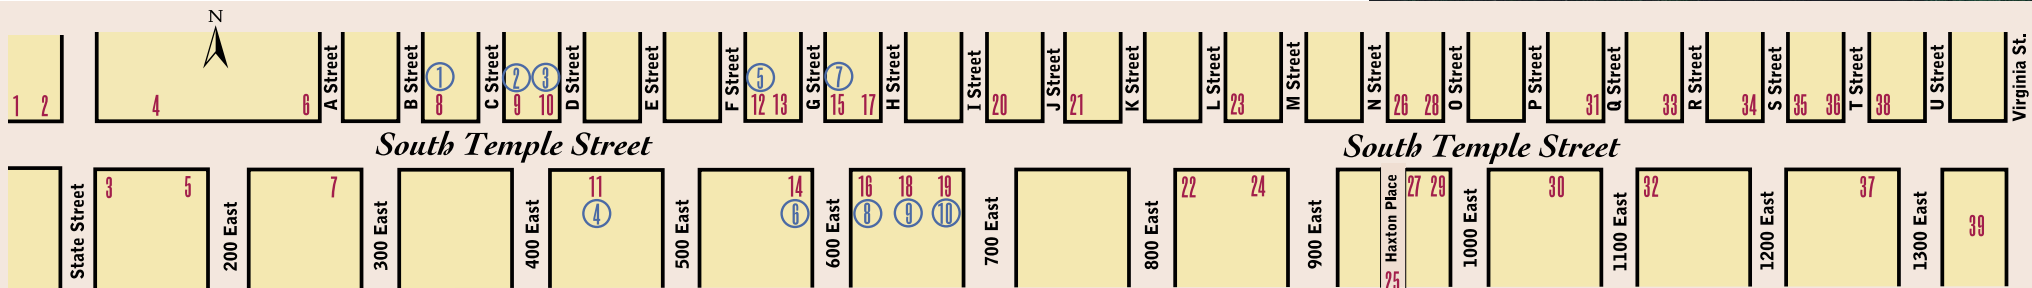 N
A Street
B Street
C Street
D Street
E Street
F Street
G Street
H Street
I Street
J Street
K Street
L Street
M Street
N Street
O Street
P Street
Q Street
R Street
S Street
T Street
U Street
Virginia St.
1 2 3 5 7
1 2 4 6 8 9 10 12 13 15 17 20 21 23 26 28 31 33 34 35 36 38
South Temple Street South Temple Street
3 5 7 11 14 16 18 19 22 24 27 29 30 32 37
4 6 8 9 10
39
25
State Street
200 East
300 East
400 East
500 East
600 East
700 East
800 East
900 East
Haxton Place
1000 East
1100 East
1200 East
1300 East